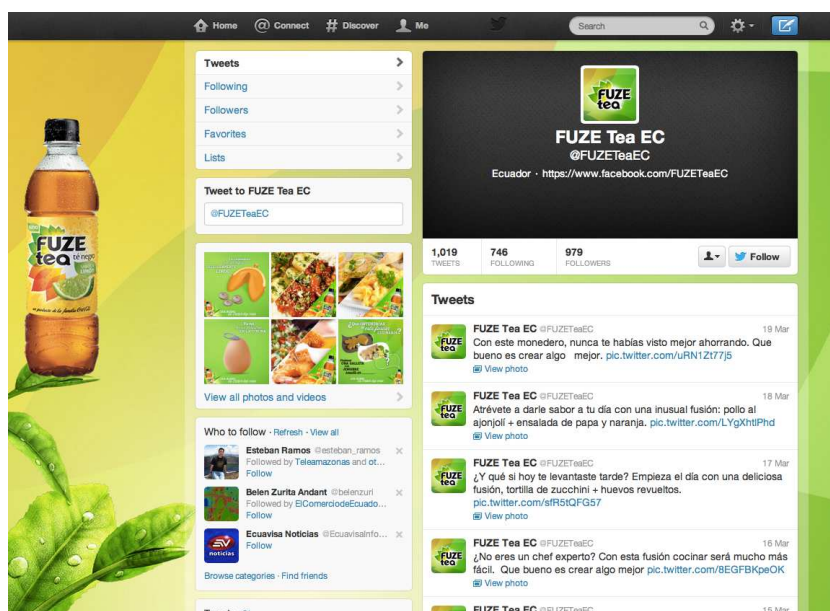 Home
Connect
Discover
Me
Search
Tweets
Following
Followers
Favorites
Lists
Tweet to FUZE Tea EC
@FUZETeaEC
View all photos and videos
Who to follow · Refresh · View all
Esteban Ramos @esteban_ramos
Followed by Teleamazonas and ot...
Follow
Belen Zurita Andant @belenzuri
Followed by ElComerciodeEcuado...
Follow
Ecuavisa Noticias @EcuavisaInfo...
Follow
noticias
Browse categories · Find friends
FUZE
tea té negro
FUZE
tea
FUZE Tea EC
@FUZETeaEC
Ecuador · https://www.facebook.com/FUZETeaEC
1,019
TWEETS
746
FOLLOWING
979
FOLLOWERS
Follow
Tweets
FUZE Tea EC @FUZETeaEC 19 Mar
Con este monedero, nunca te habías visto mejor ahorrando. Que
bueno es crear algo mejor. pic.twitter.com/uRN1Zt77j5
View photo
FUZE Tea EC @FUZETeaEC 18 Mar
Atrévete a darle sabor a tu día con una inusual fusión: pollo al
ajonjolí + ensalada de papa y naranja. pic.twitter.com/LYgXhtlPhd
View photo
FUZE Tea EC @FUZETeaEC 17 Mar
¿Y qué si hoy te levantaste tarde? Empieza el día con una deliciosa
fusión, tortilla de zucchini + huevos revueltos.
pic.twitter.com/sfR5tQFG57
View photo
FUZE Tea EC @FUZETeaEC 16 Mar
¿No eres un chef experto? Con esta fusión cocinar será mucho más
fácil. Que bueno es crear algo mejor pic.twitter.com/8EGFBKpeOK
View photo
FUZE Tea EC @FUZETeaEC 15 Mar